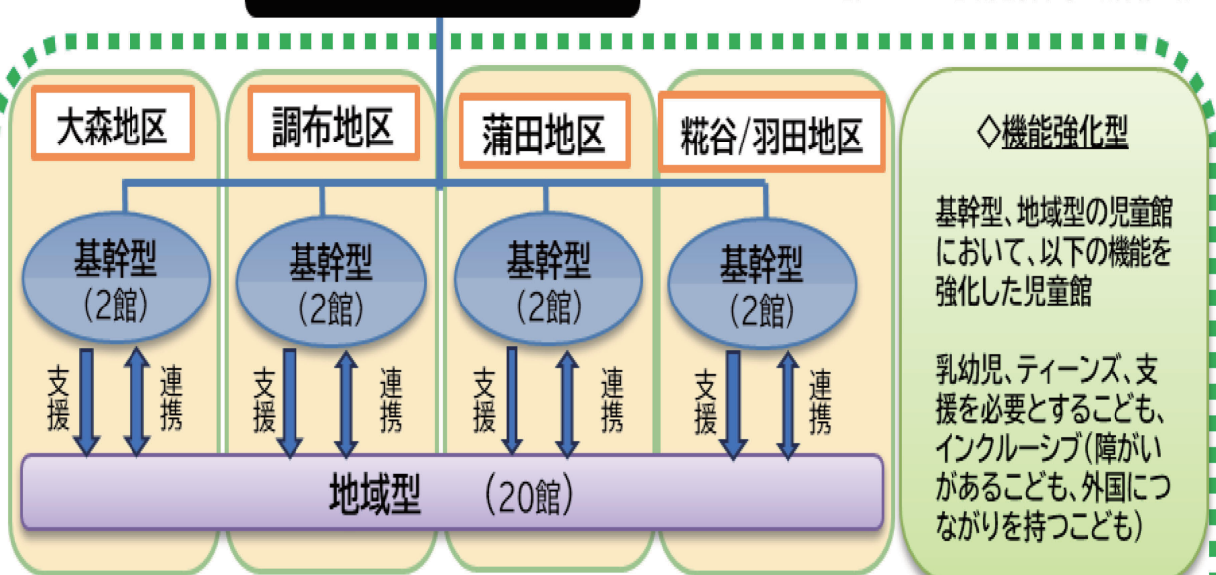 大森地区
調布地区
蒲田地区
糀谷/羽田地区
基幹型
(2館)
基幹型
(2館)
基幹型
(2館)
基幹型
(2館)
支援
連携
支援
連携
支援
連携
支援
連携
地域型 (20館)
◇機能強化型
基幹型、地域型の児童館
において、以下の機能を
強化した児童館
乳幼児、ティーンズ、支
援を必要とするこども、
インクルーシブ(障がい
があるこども、外国につ
ながりを持つこども)